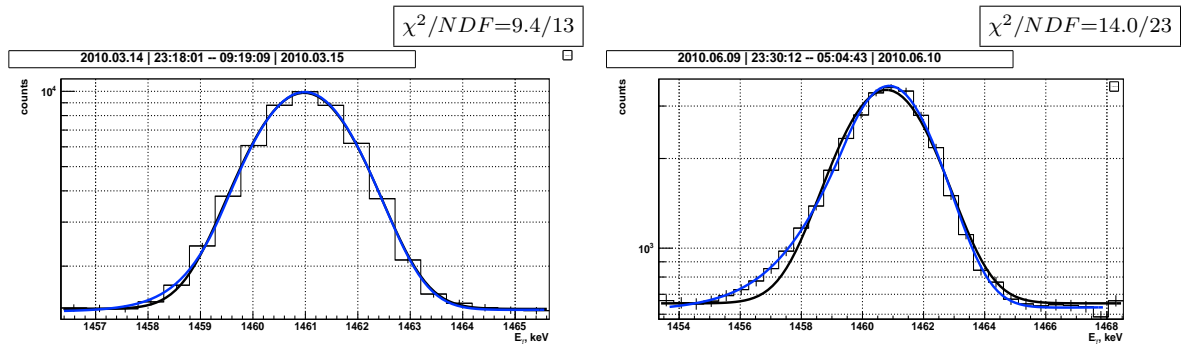 χ²/NDF=9.4/13
2010.03.14 | 23:18:01 -- 09:19:09 | 2010.03.15
counts
10⁴
1457 1458 1459 1460 1461 1462 1463 1464 1465
Eγ, keV
χ²/NDF=14.0/23
2010.06.09 | 23:30:12 -- 05:04:43 | 2010.06.10
counts
10³
1454 1456 1458 1460 1462 1464 1466 1468
Eγ, keV